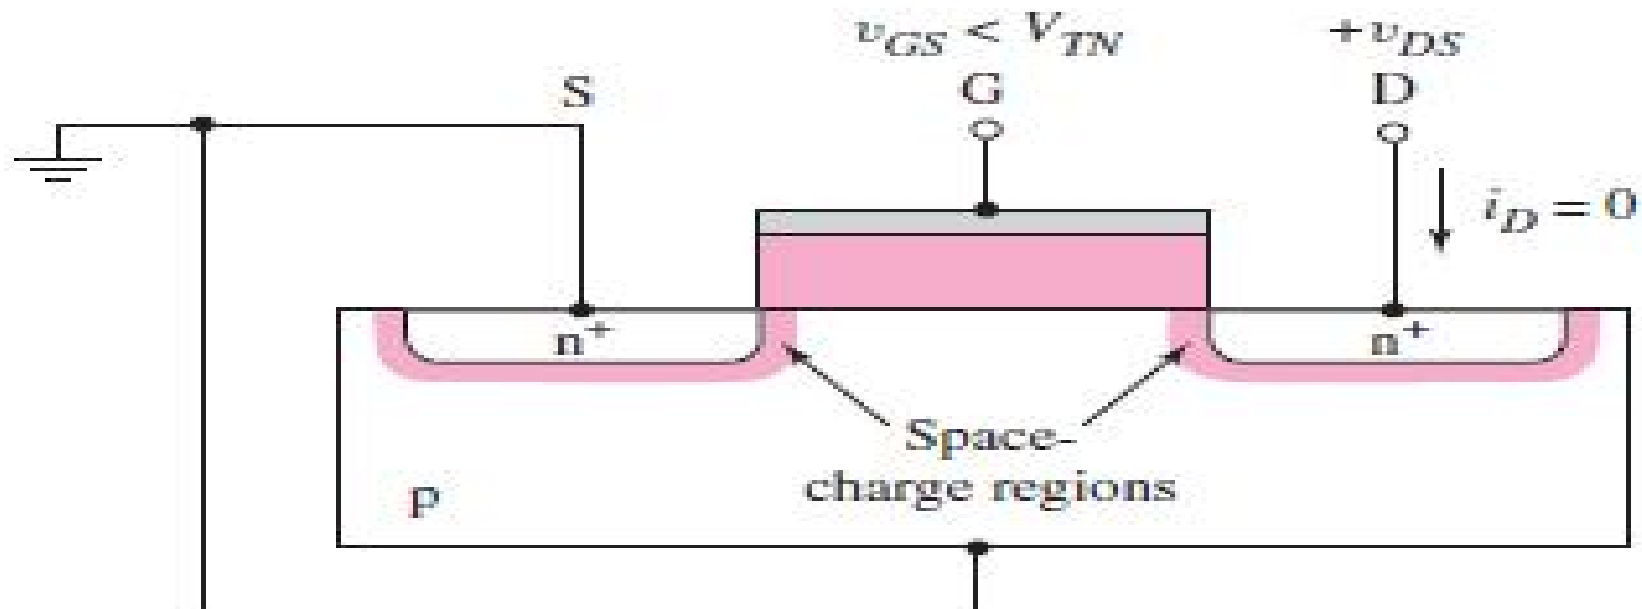 v_GS < V_TN
+v_DS
S
G
D
i_D = 0
n⁺
n⁺
Space-
charge regions
p